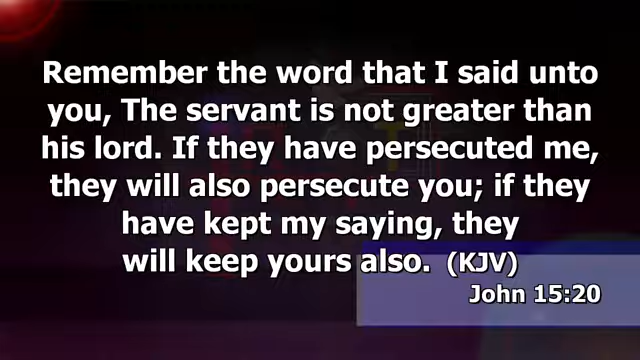 Remember the word that I said unto
you, The servant is not greater than
his lord. If they have persecuted me,
they will also persecute you; if they
have kept my saying, they
will keep yours also.  (KJV)
John 15:20